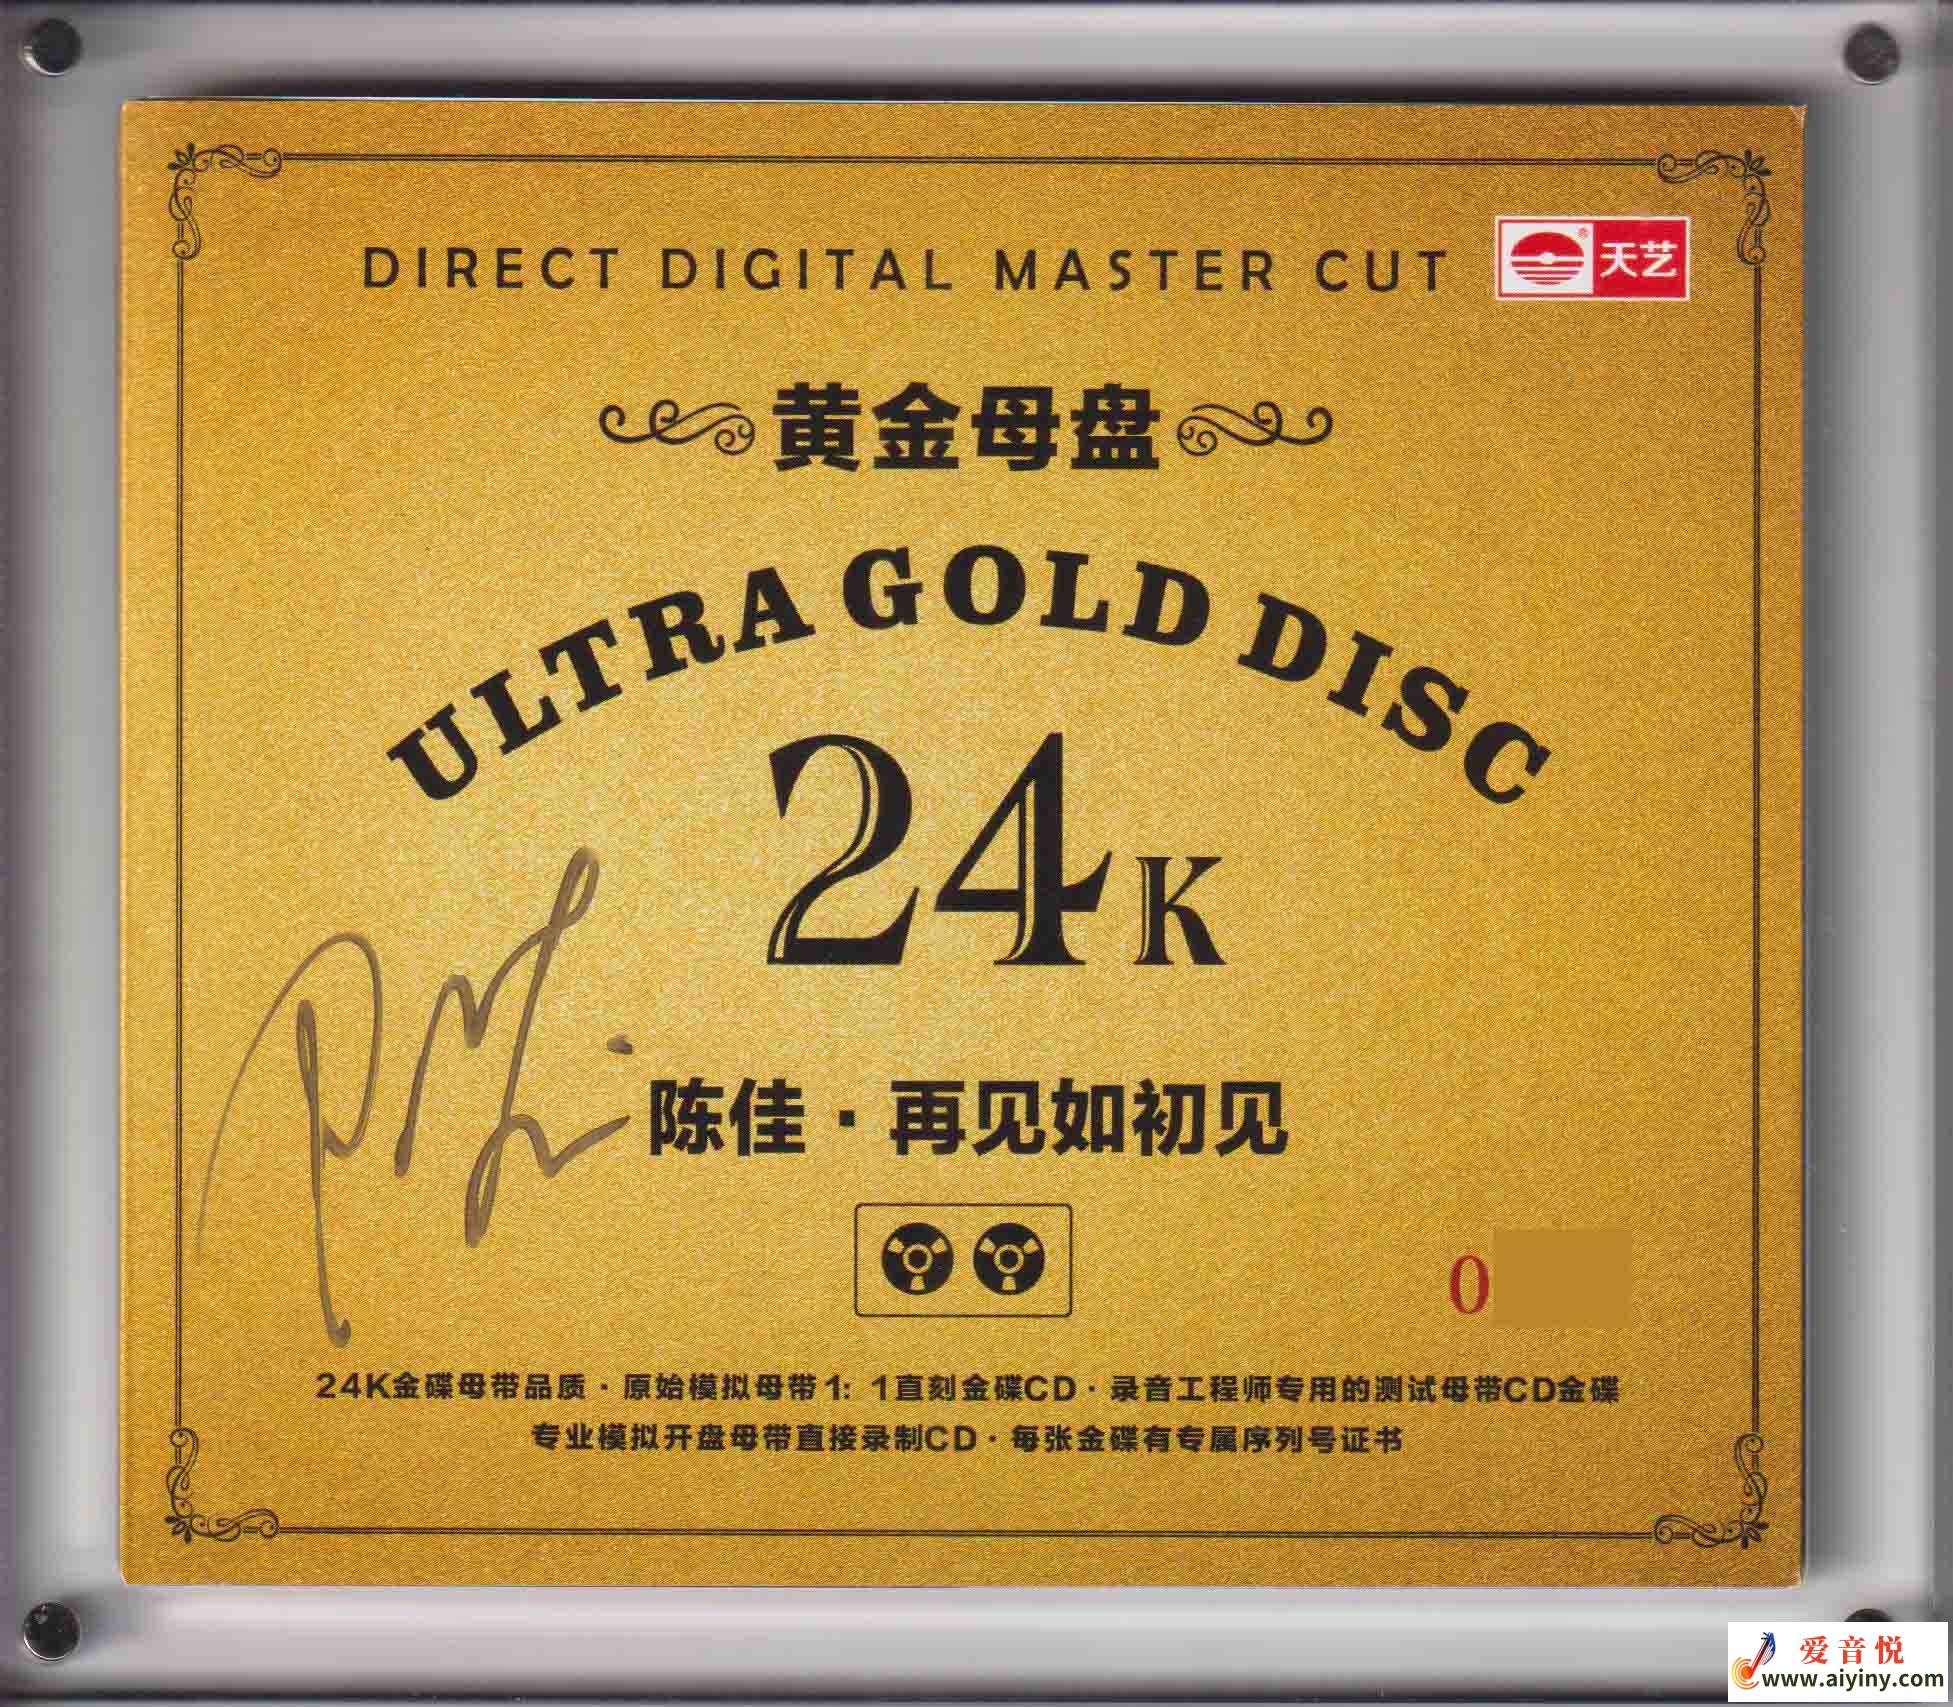 DIRECT DIGITAL MASTER CUT
天艺
黄金母盘
ULTRA GOLD DISC
24K
陈佳·再见如初见
0
24K金碟母带品质·原始模拟母带1:1直刻金碟CD·录音工程师专用的测试母带CD金碟
专业模拟开盘母带直接录制CD·每张金碟有专属序列号证书
爱音悦
www.aiyiny.com